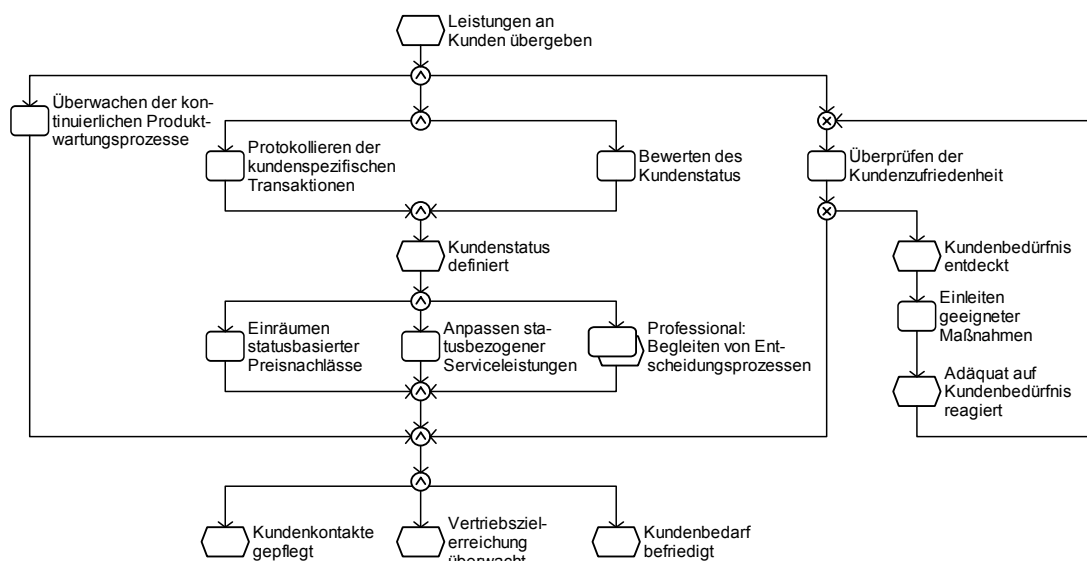 Leistungen an
Kunden übergeben
Überwachen der kon-
tinuierlichen Produkt-
wartungsprozesse
Protokollieren der
kundenspezifischen
Transaktionen
Bewerten des
Kundenstatus
Überprüfen der
Kundenzufriedenheit
Kundenstatus
definiert
Kundenbedürfnis
entdeckt
Einräumen
statusbasierter
Preisnachlässe
Anpassen sta-
tusbezogener
Serviceleistungen
Professional:
Begleiten von Ent-
scheidungsprozessen
Einleiten
geeigneter
Maßnahmen
Adäquat auf
Kundenbedürfnis
reagiert
Kundenkontakte
gepflegt
Vertriebsziel-
erreichung
überwacht
Kundenbedarf
befriedigt